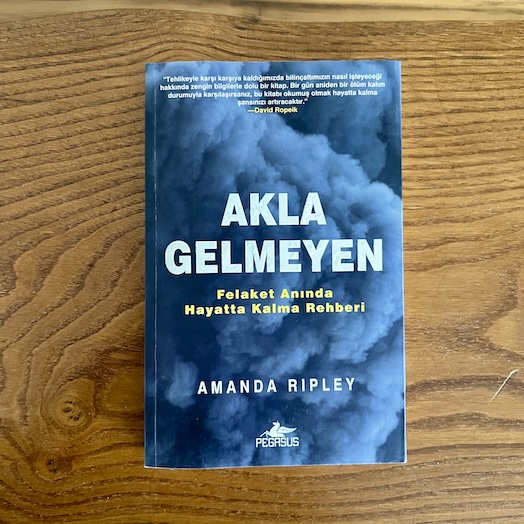 "Tehlikeyle karşı karşıya kaldığımızda bilinçaltımızın nasıl işleyeceği
hakkında zengin bilgilerle dolu bir kitap. Bir gün aniden bir ölüm kalım
durumuyla karşılaşırsanız, bu kitabı okumuş olmak hayatta kalma
şansınızı artıracaktır."
—David Ropeik
AKLA
GELMEYEN
Felaket Anında
Hayatta Kalma Rehberi
AMANDA RIPLEY
PEGASUS